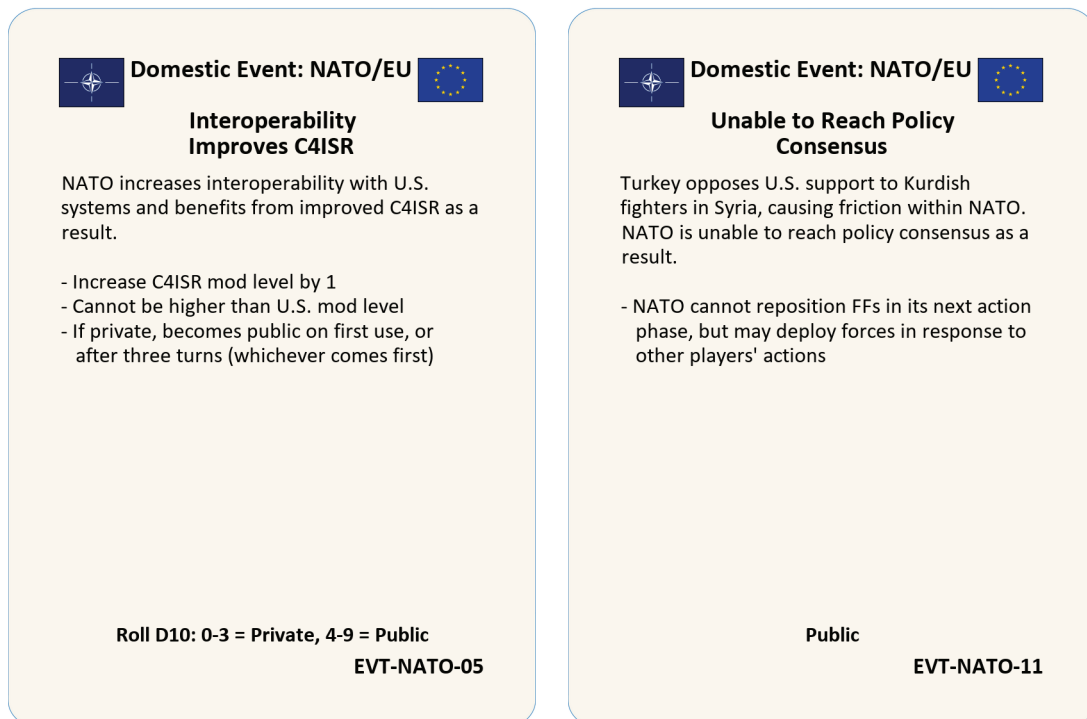 Domestic Event: NATO/EU
Interoperability
Improves C4ISR
NATO increases interoperability with U.S.
systems and benefits from improved C4ISR as a
result.
- Increase C4ISR mod level by 1
- Cannot be higher than U.S. mod level
- If private, becomes public on first use, or
after three turns (whichever comes first)
Roll D10: 0-3 = Private, 4-9 = Public
EVT-NATO-05
Domestic Event: NATO/EU
Unable to Reach Policy
Consensus
Turkey opposes U.S. support to Kurdish
fighters in Syria, causing friction within NATO.
NATO is unable to reach policy consensus as a
result.
- NATO cannot reposition FFs in its next action
phase, but may deploy forces in response to
other players' actions
Public
EVT-NATO-11